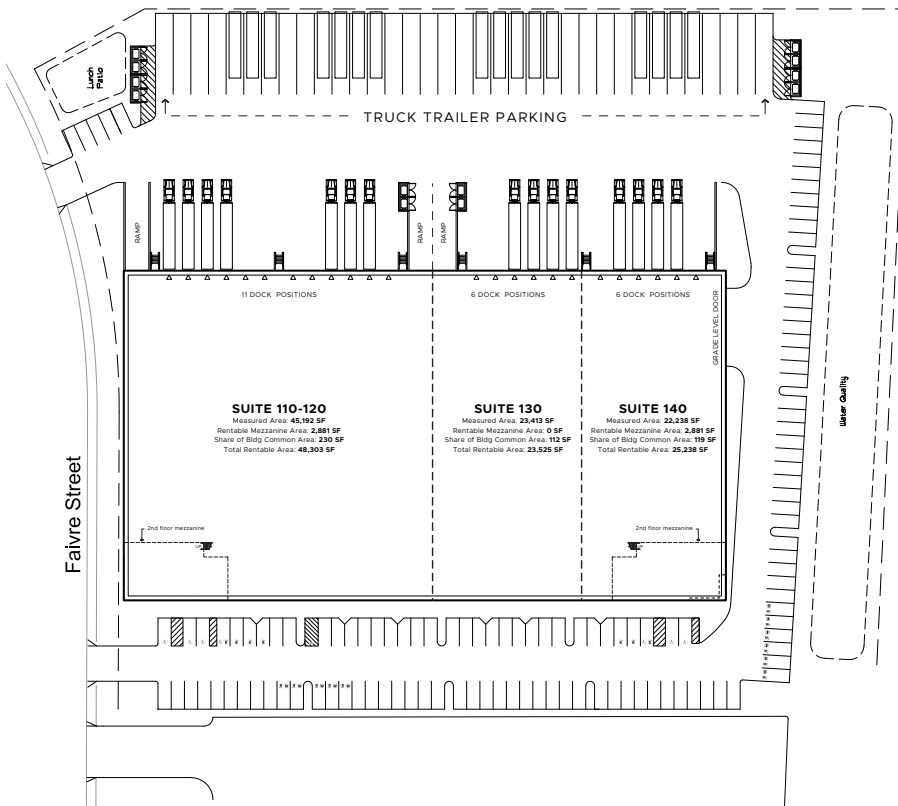 Lunch
Patio
TRUCK TRAILER PARKING
RAMP
RAMP
RAMP
11 DOCK POSITIONS
6 DOCK POSITIONS
6 DOCK POSITIONS
GRADE LEVEL DOOR
SUITE 110-120
Measured Area: 45,192 SF
Rentable Mezzanine Area: 2,881 SF
Share of Bldg Common Area: 230 SF
Total Rentable Area: 48,303 SF
SUITE 130
Measured Area: 23,413 SF
Rentable Mezzanine Area: 0 SF
Share of Bldg Common Area: 112 SF
Total Rentable Area: 23,525 SF
SUITE 140
Measured Area: 22,238 SF
Rentable Mezzanine Area: 2,881 SF
Share of Bldg Common Area: 119 SF
Total Rentable Area: 25,238 SF
Water Quality
Faivre Street
2nd floor mezzanine
UP
2nd floor mezzanine
UP